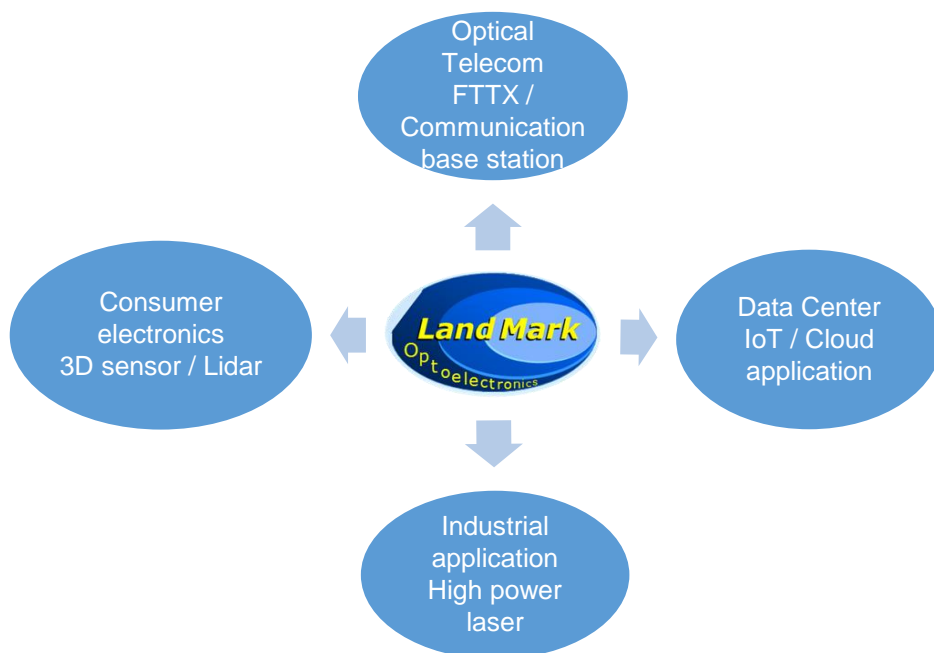 Optical
Telecom
FTTX /
Communication
base station
Consumer
electronics
3D sensor / Lidar
Land Mark
Optoelectronics
Data Center
IoT / Cloud
application
Industrial
application
High power
laser